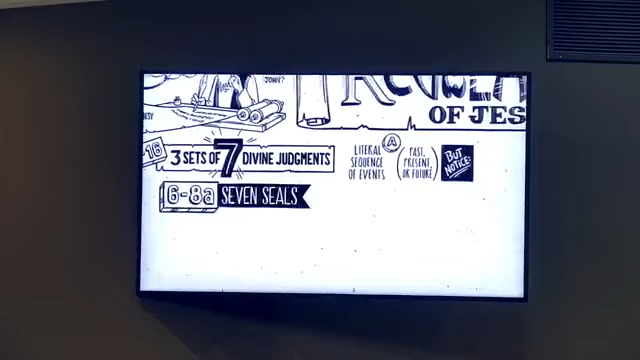 JOHN?
OF JES
-16
3 SETS OF 7 DIVINE JUDGMENTS
A
LITERAL
SEQUENCE
OF EVENTS
PAST,
PRESENT,
OR FUTURE
BUT
NOTICE:
6-8a SEVEN SEALS